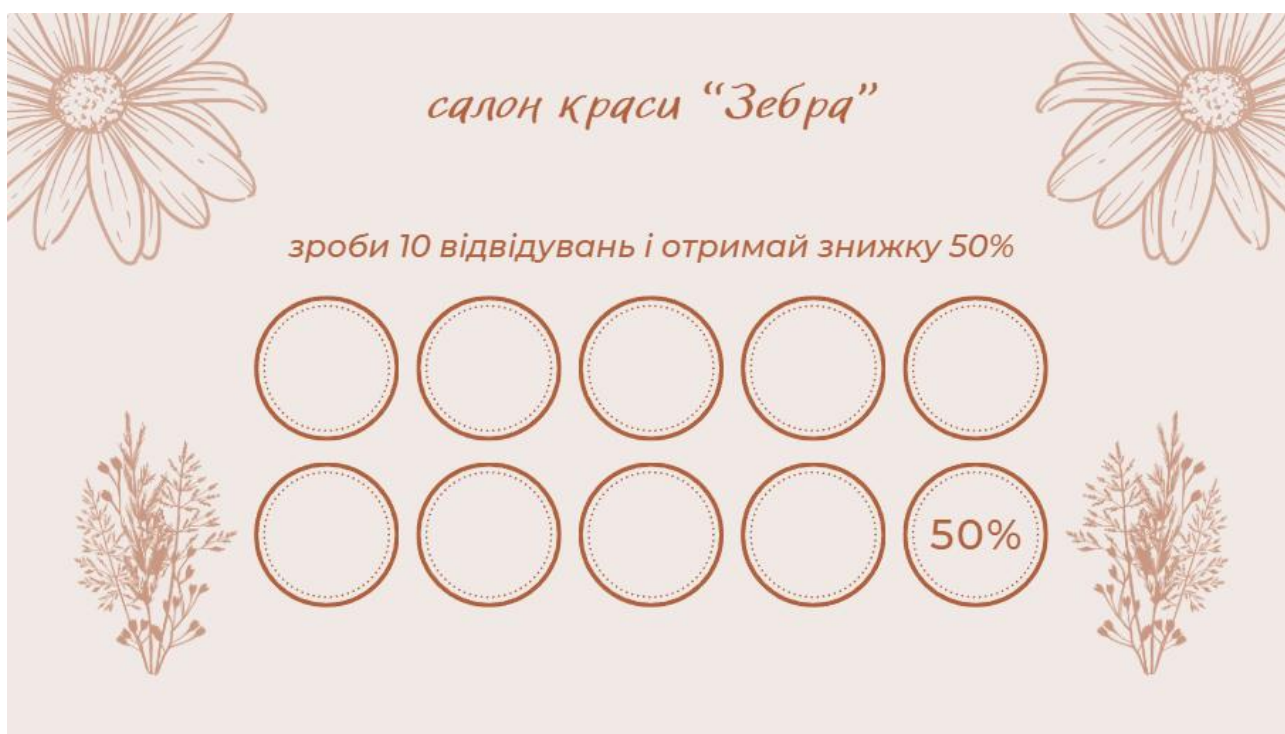 салон краси “Зебра”
зроби 10 відвідувань і отримай знижку 50%
50%